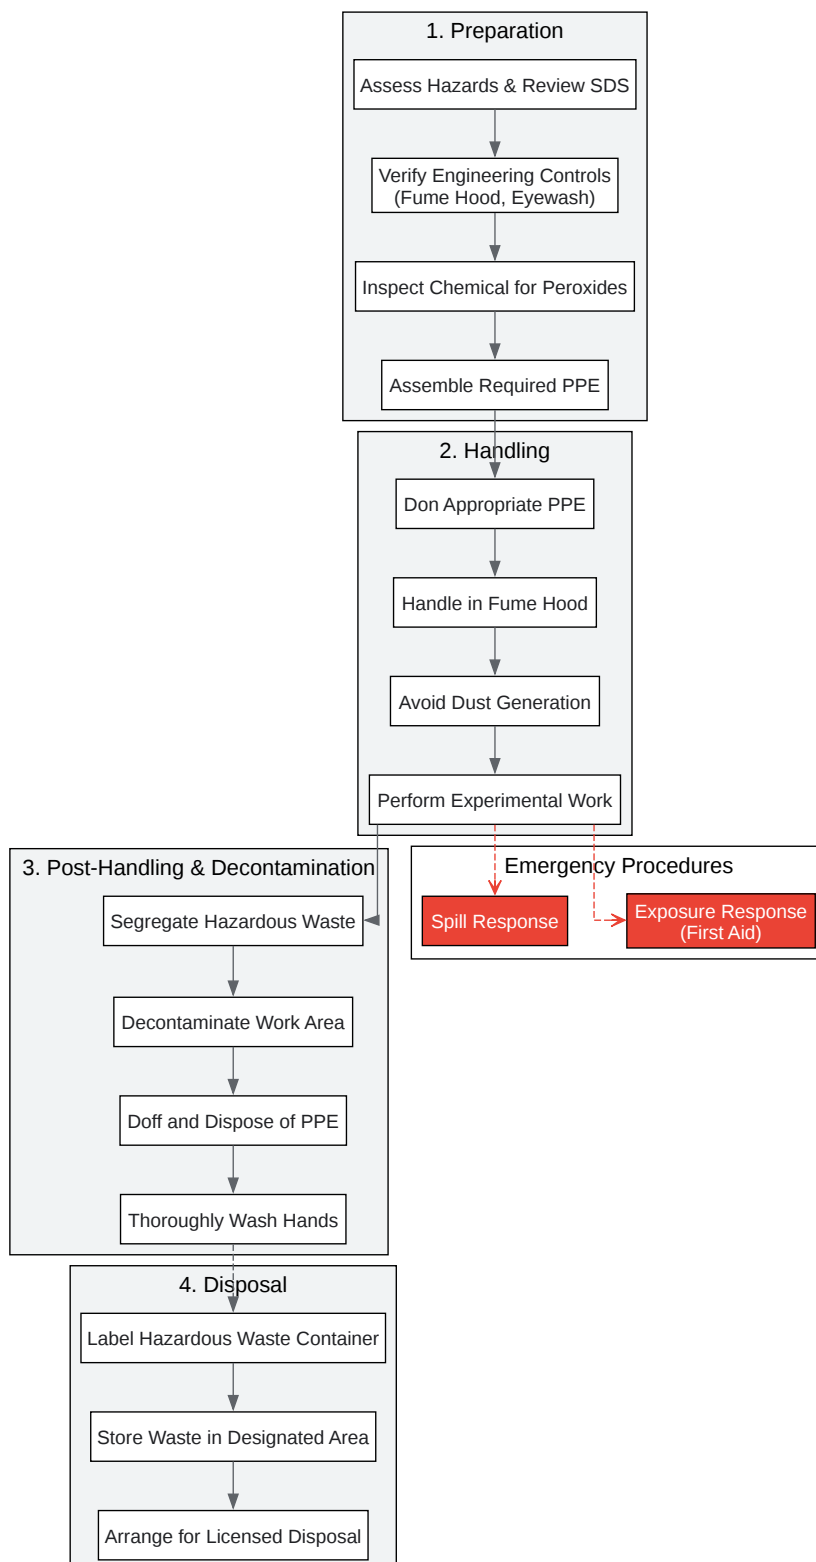 1. Preparation
Assess Hazards & Review SDS
Verify Engineering Controls
(Fume Hood, Eyewash)
Inspect Chemical for Peroxides
Assemble Required PPE
2. Handling
Don Appropriate PPE
Handle in Fume Hood
Avoid Dust Generation
Perform Experimental Work
3. Post-Handling & Decontamination
Segregate Hazardous Waste
Decontaminate Work Area
Doff and Dispose of PPE
Thoroughly Wash Hands
Emergency Procedures
Spill Response
Exposure Response
(First Aid)
4. Disposal
Label Hazardous Waste Container
Store Waste in Designated Area
Arrange for Licensed Disposal